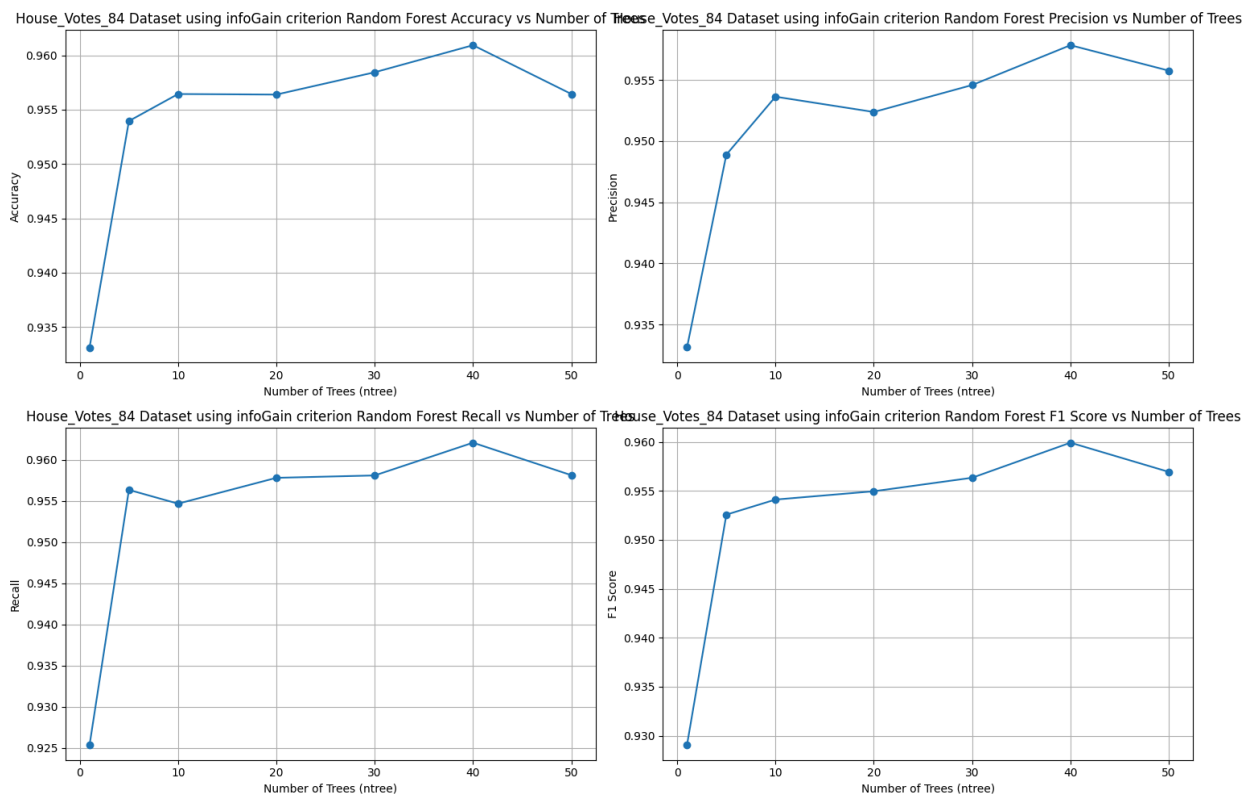 House_Votes_84 Dataset using infoGain criterion Random Forest Accuracy vs Number of Trees
0.960
0.955
0.950
0.945
0.940
0.935
Accuracy
0 10 20 30 40 50
Number of Trees (ntree)
House_Votes_84 Dataset using infoGain criterion Random Forest Precision vs Number of Trees
0.955
0.950
0.945
0.940
0.935
Precision
0 10 20 30 40 50
Number of Trees (ntree)
House_Votes_84 Dataset using infoGain criterion Random Forest Recall vs Number of Trees
0.960
0.955
0.950
0.945
0.940
0.935
0.930
0.925
Recall
0 10 20 30 40 50
Number of Trees (ntree)
House_Votes_84 Dataset using infoGain criterion Random Forest F1 Score vs Number of Trees
0.960
0.955
0.950
0.945
0.940
0.935
0.930
F1 Score
0 10 20 30 40 50
Number of Trees (ntree)